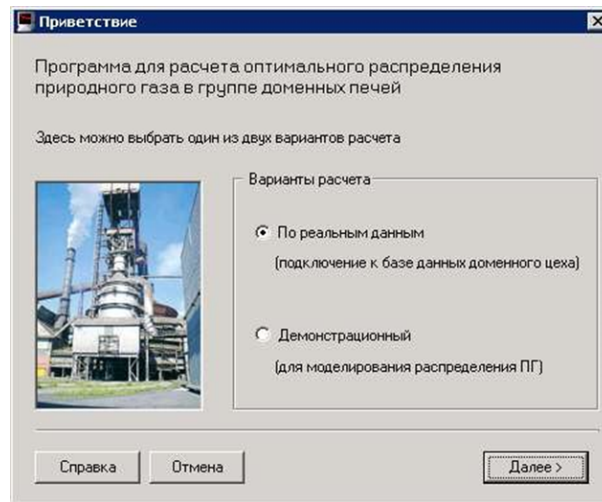 Приветствие
Программа для расчета оптимального распределения
природного газа в группе доменных печей
Здесь можно выбрать один из двух вариантов расчета
Варианты расчета
По реальным данным
(подключение к базе данных доменного цеха)
Демонстрационный
(для моделирования распределения ПГ)
Справка
Отмена
Далее >